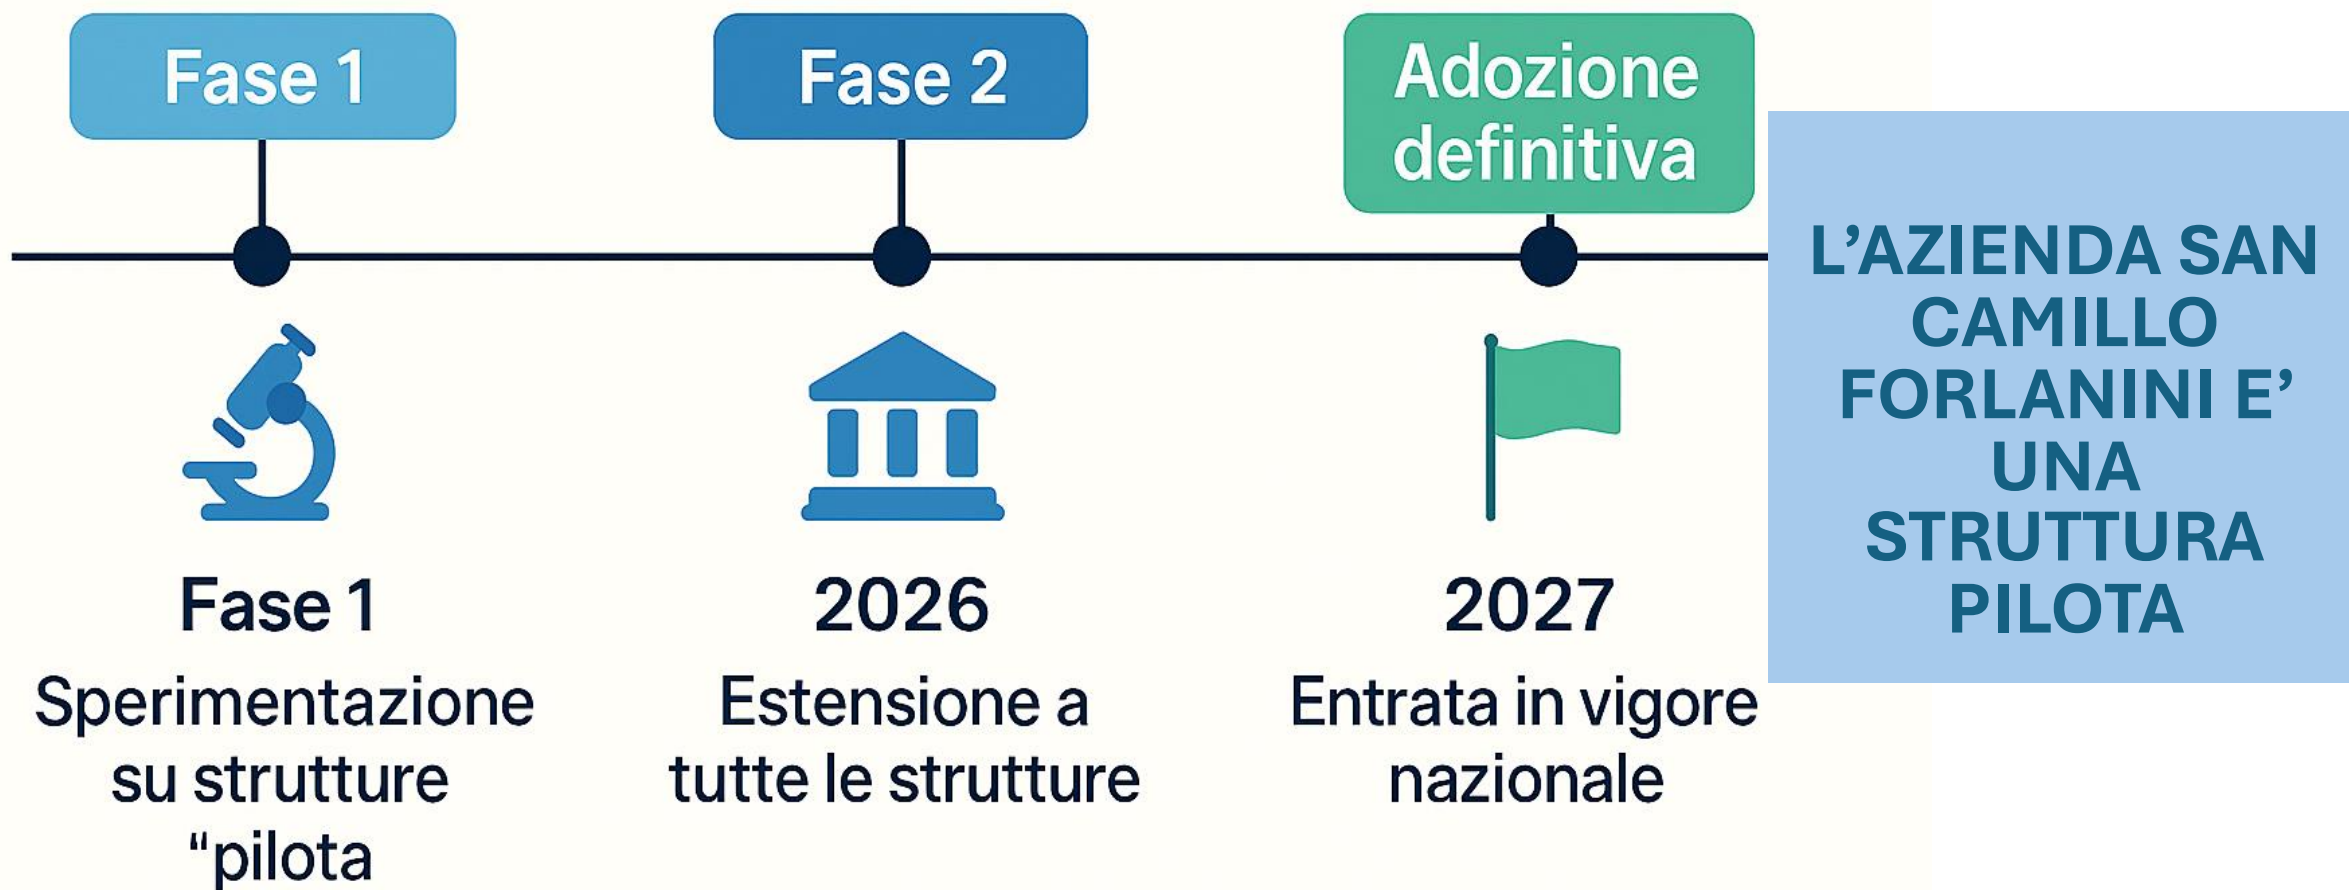 Fase 1
Fase 2
Adozione
definitiva
Fase 1
Sperimentazione
su strutture
“pilota
2026
Estensione a
tutte le strutture
2027
Entrata in vigore
nazionale
L’AZIENDA SAN
CAMILLO
FORLANINI E’
UNA
STRUTTURA
PILOTA